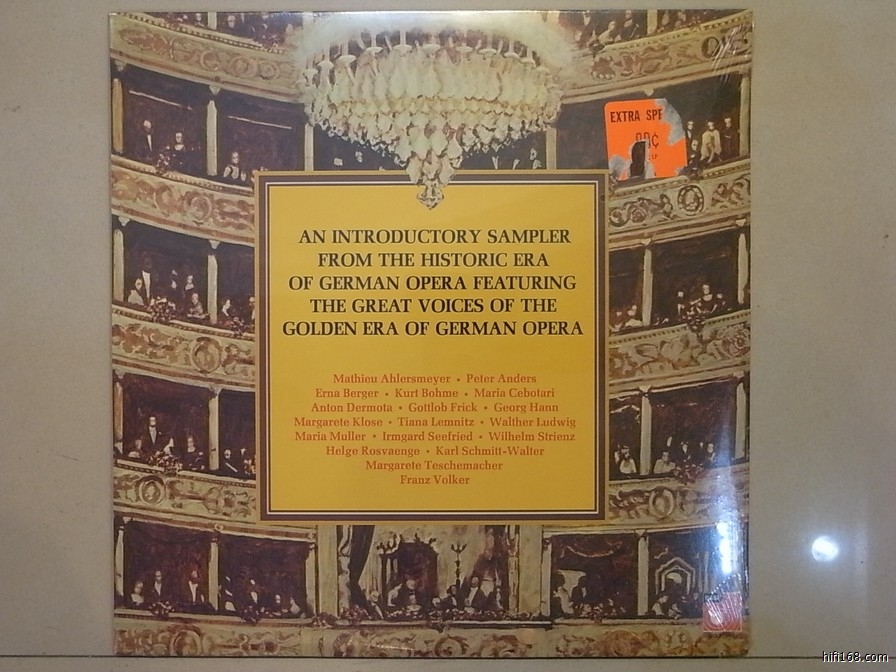 EXTRA SPE
AN INTRODUCTORY SAMPLER
FROM THE HISTORIC ERA
OF GERMAN OPERA FEATURING
THE GREAT VOICES OF THE
GOLDEN ERA OF GERMAN OPERA
Mathieu Ahlersmeyer • Peter Anders
Erna Berger • Kurt Bohme • Maria Cebotari
Anton Dermota • Gottlob Frick • Georg Hann
Margarete Klose • Tiana Lemnitz • Walther Ludwig
Maria Muller • Irmgard Seefried • Wilhelm Strienz
Helge Rosvaenge • Karl Schmitt-Walter
Margarete Teschemacher
Franz Volker
hifi168.com